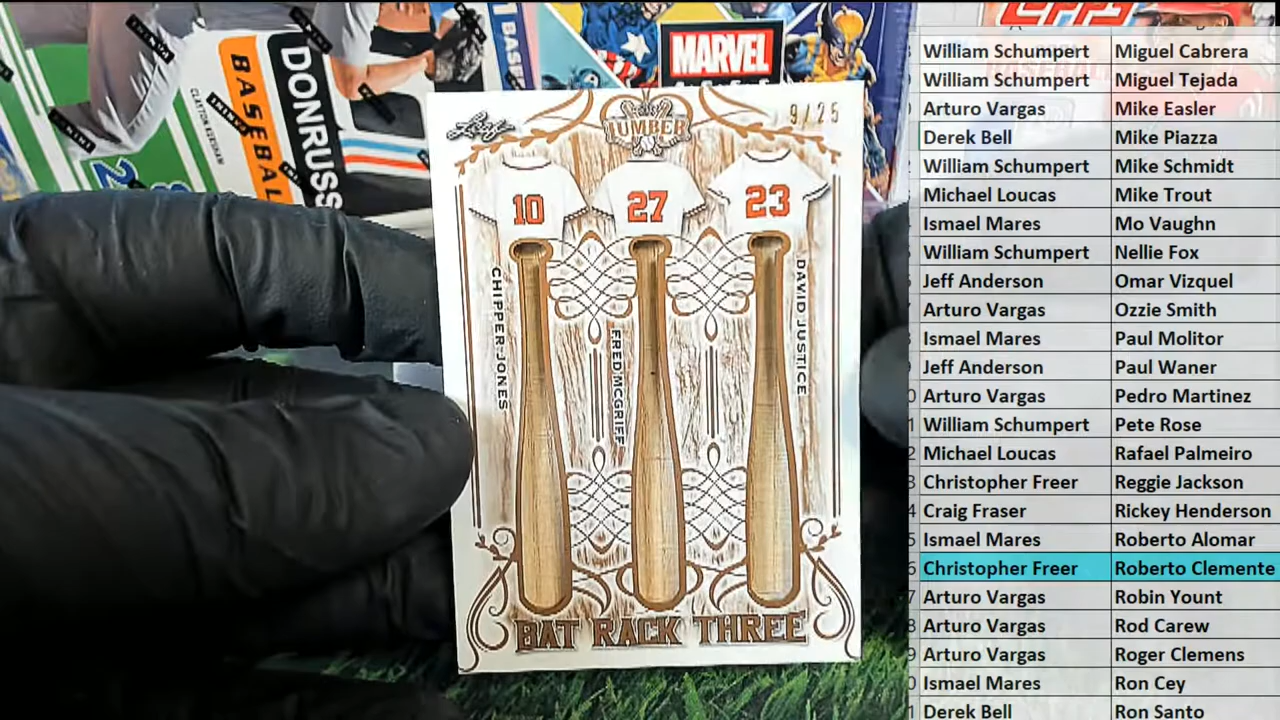 MARVEL
DONRUSS
BASEBALL
CLAYTON KERSHAW
Leaf
LUMBER
9/25
10
27
23
CHIPPER JONES
FRED MCGRIFF
DAVID JUSTICE
BAT RACK THREE
William Schumpert Miguel Cabrera
William Schumpert Miguel Tejada
Arturo Vargas Mike Easler
Derek Bell Mike Piazza
William Schumpert Mike Schmidt
Michael Loucas Mike Trout
Ismael Mares Mo Vaughn
William Schumpert Nellie Fox
Jeff Anderson Omar Vizquel
Arturo Vargas Ozzie Smith
Ismael Mares Paul Molitor
Jeff Anderson Paul Waner
Arturo Vargas Pedro Martinez
William Schumpert Pete Rose
Michael Loucas Rafael Palmeiro
Christopher Freer Reggie Jackson
Craig Fraser Rickey Henderson
Ismael Mares Roberto Alomar
Christopher Freer Roberto Clemente
Arturo Vargas Robin Yount
Arturo Vargas Rod Carew
Arturo Vargas Roger Clemens
Ismael Mares Ron Cey
Derek Bell Ron Santo